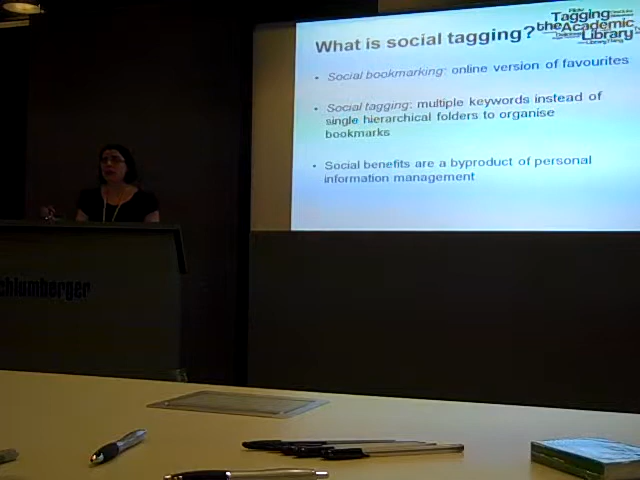 What is social tagging?
Tagging
the Academic
Library
• Social bookmarking: online version of favourites
• Social tagging: multiple keywords instead of
single hierarchical folders to organise
bookmarks
• Social benefits are a byproduct of personal
information management
chlumberger